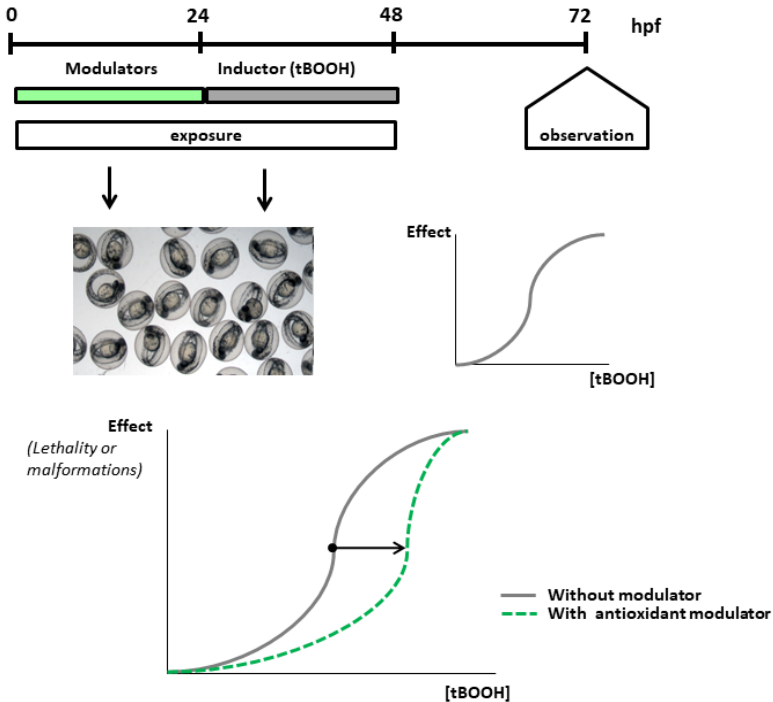 0 24 48 72 hpf
Modulators Inductor (tBOOH)
exposure
observation
Effect
[tBOOH]
Effect
(Lethality or
malformations)
Without modulator
With antioxidant modulator
[tBOOH]